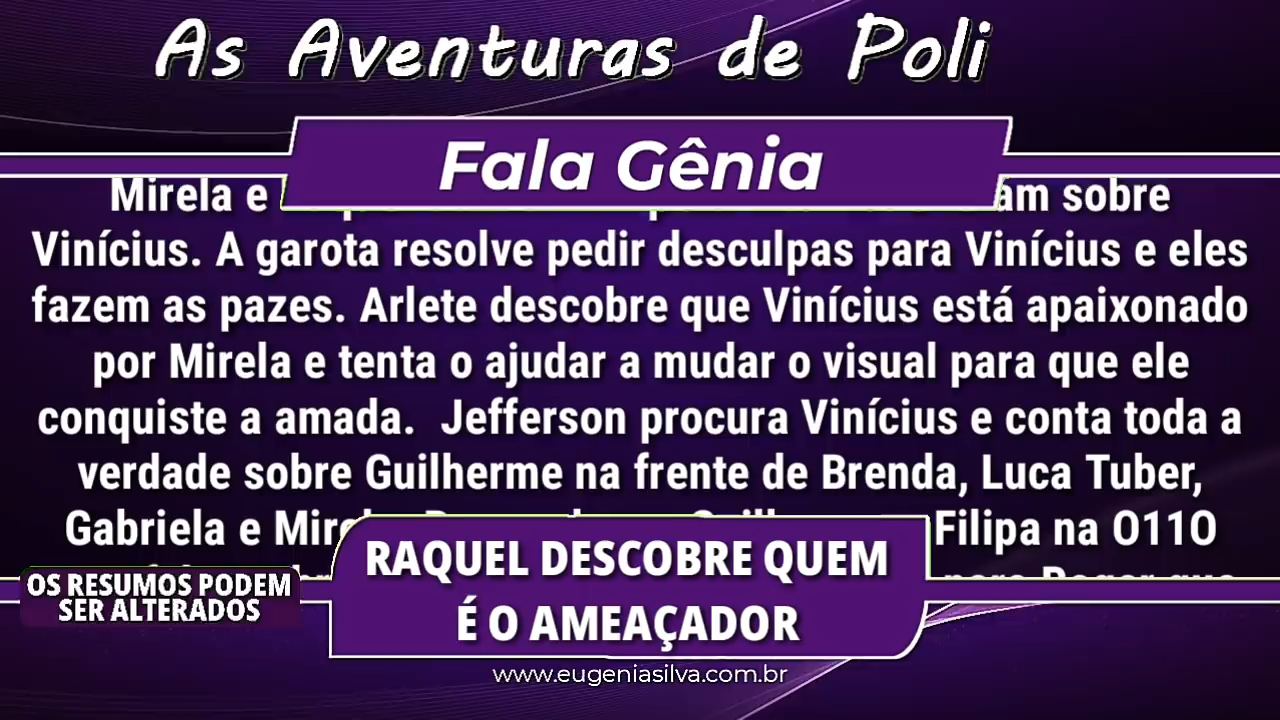 As Aventuras de Poli
Fala Gênia
Mirela e sobre
Vinícius. A garota resolve pedir desculpas para Vinícius e eles
fazem as pazes. Arlete descobre que Vinícius está apaixonado
por Mirela e tenta o ajudar a mudar o visual para que ele
conquiste a amada. Jefferson procura Vinícius e conta toda a
verdade sobre Guilherme na frente de Brenda, Luca Tuber,
Gabriela e Filipa na O11O
RAQUEL DESCOBRE QUEM
É O AMEAÇADOR
OS RESUMOS PODEM
SER ALTERADOS
www.eugeniasilva.com.br